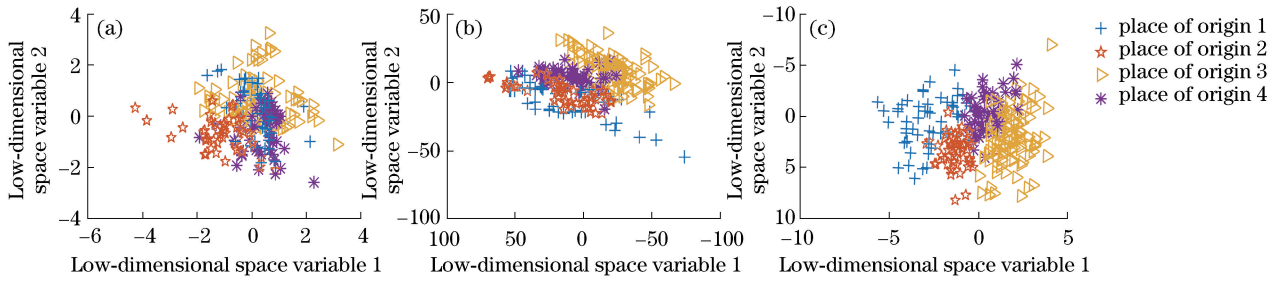 (a)
4
2
0
−2
−4
−6
−4
−2
0
2
4
Low-dimensional
space variable 2
Low-dimensional space variable 1
(b)
50
0
−50
−100
100
50
0
−50
−100
Low-dimensional
space variable 2
Low-dimensional space variable 1
(c)
−10
−5
0
5
10
−10
−5
0
5
Low-dimensional
space variable 2
Low-dimensional space variable 1
place of origin 1
place of origin 2
place of origin 3
place of origin 4